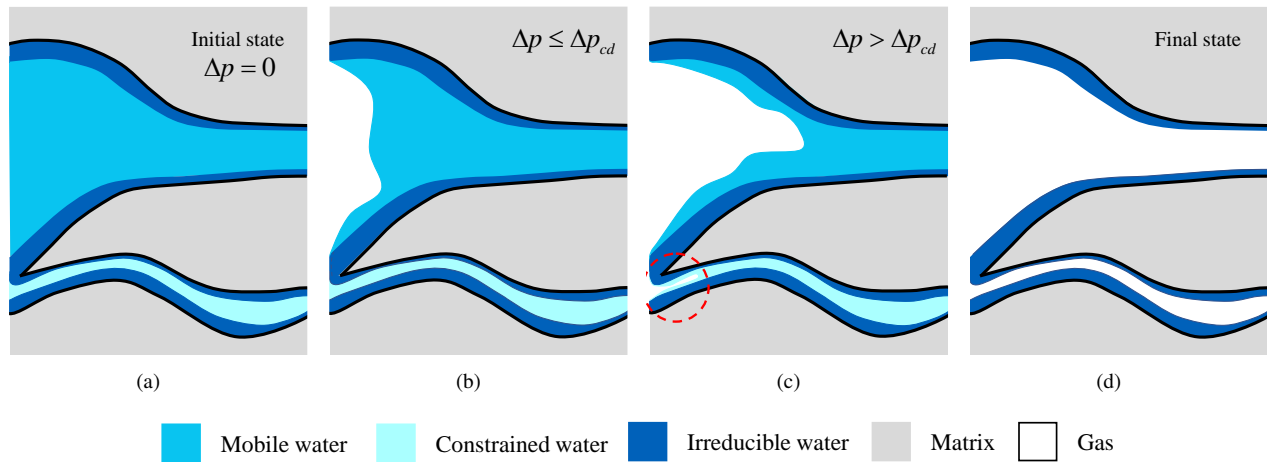 Initial state
Δp = 0
Δp ≤ Δp_cd
Δp > Δp_cd
Final state
(a)
(b)
(c)
(d)
Mobile water
Constrained water
Irreducible water
Matrix
Gas